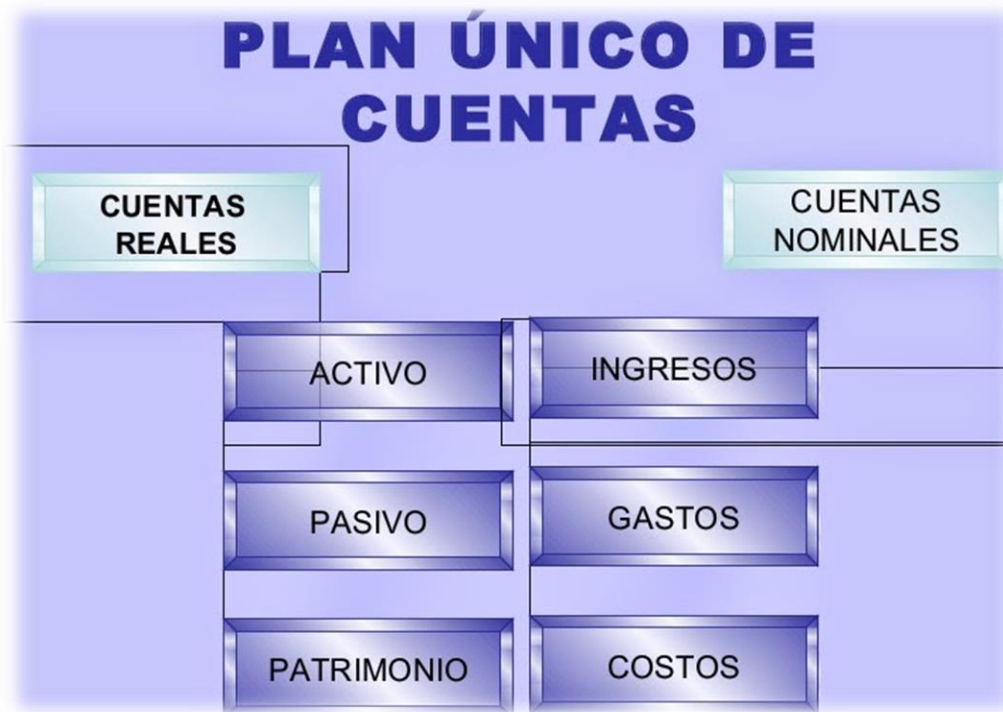 PLAN ÚNICO DE
CUENTAS
CUENTAS
REALES
CUENTAS
NOMINALES
ACTIVO
INGRESOS
PASIVO
GASTOS
PATRIMONIO
COSTOS